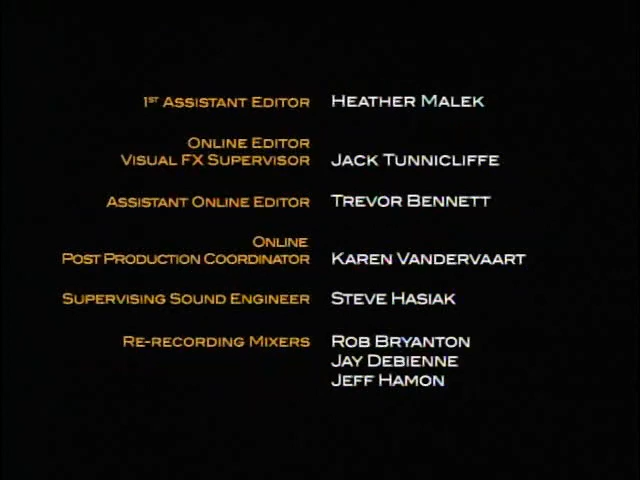 1ST ASSISTANT EDITOR HEATHER MALEK
ONLINE EDITOR
VISUAL FX SUPERVISOR JACK TUNNICLIFFE
ASSISTANT ONLINE EDITOR TREVOR BENNETT
ONLINE
POST PRODUCTION COORDINATOR KAREN VANDERVAART
SUPERVISING SOUND ENGINEER STEVE HASIAK
RE-RECORDING MIXERS ROB BRYANTON
JAY DEBIENNE
JEFF HAMON